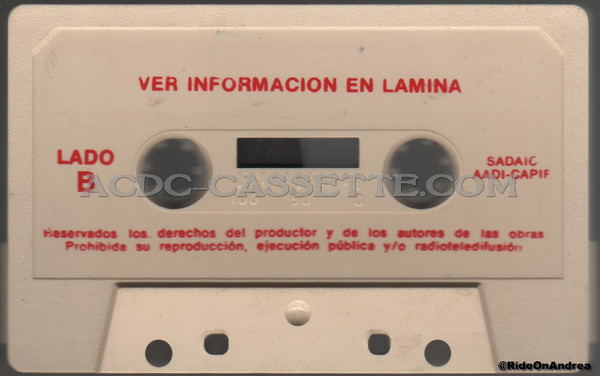 VER INFORMACION EN LAMINA
LADO
B
SADAIC
AADI-CAPIF
ACDC-CASSETTE.COM
100 50 0
Reservados los derechos del productor y de los autores de las obras
Prohibida su reproducción, ejecución pública y/o radioteledifusión
@RideOnAndrea